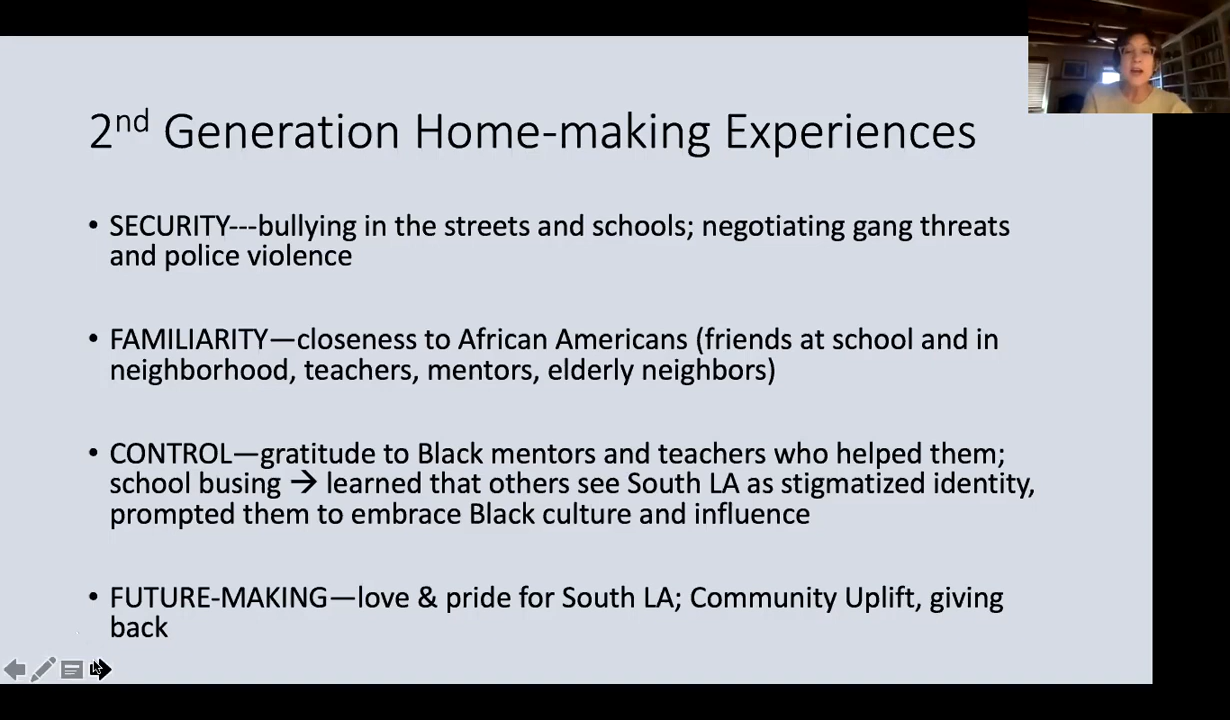 2nd Generation Home-making Experiences
• SECURITY---bullying in the streets and schools; negotiating gang threats
and police violence
• FAMILIARITY—closeness to African Americans (friends at school and in
neighborhood, teachers, mentors, elderly neighbors)
• CONTROL—gratitude to Black mentors and teachers who helped them;
school busing → learned that others see South LA as stigmatized identity,
prompted them to embrace Black culture and influence
• FUTURE-MAKING—love & pride for South LA; Community Uplift, giving
back